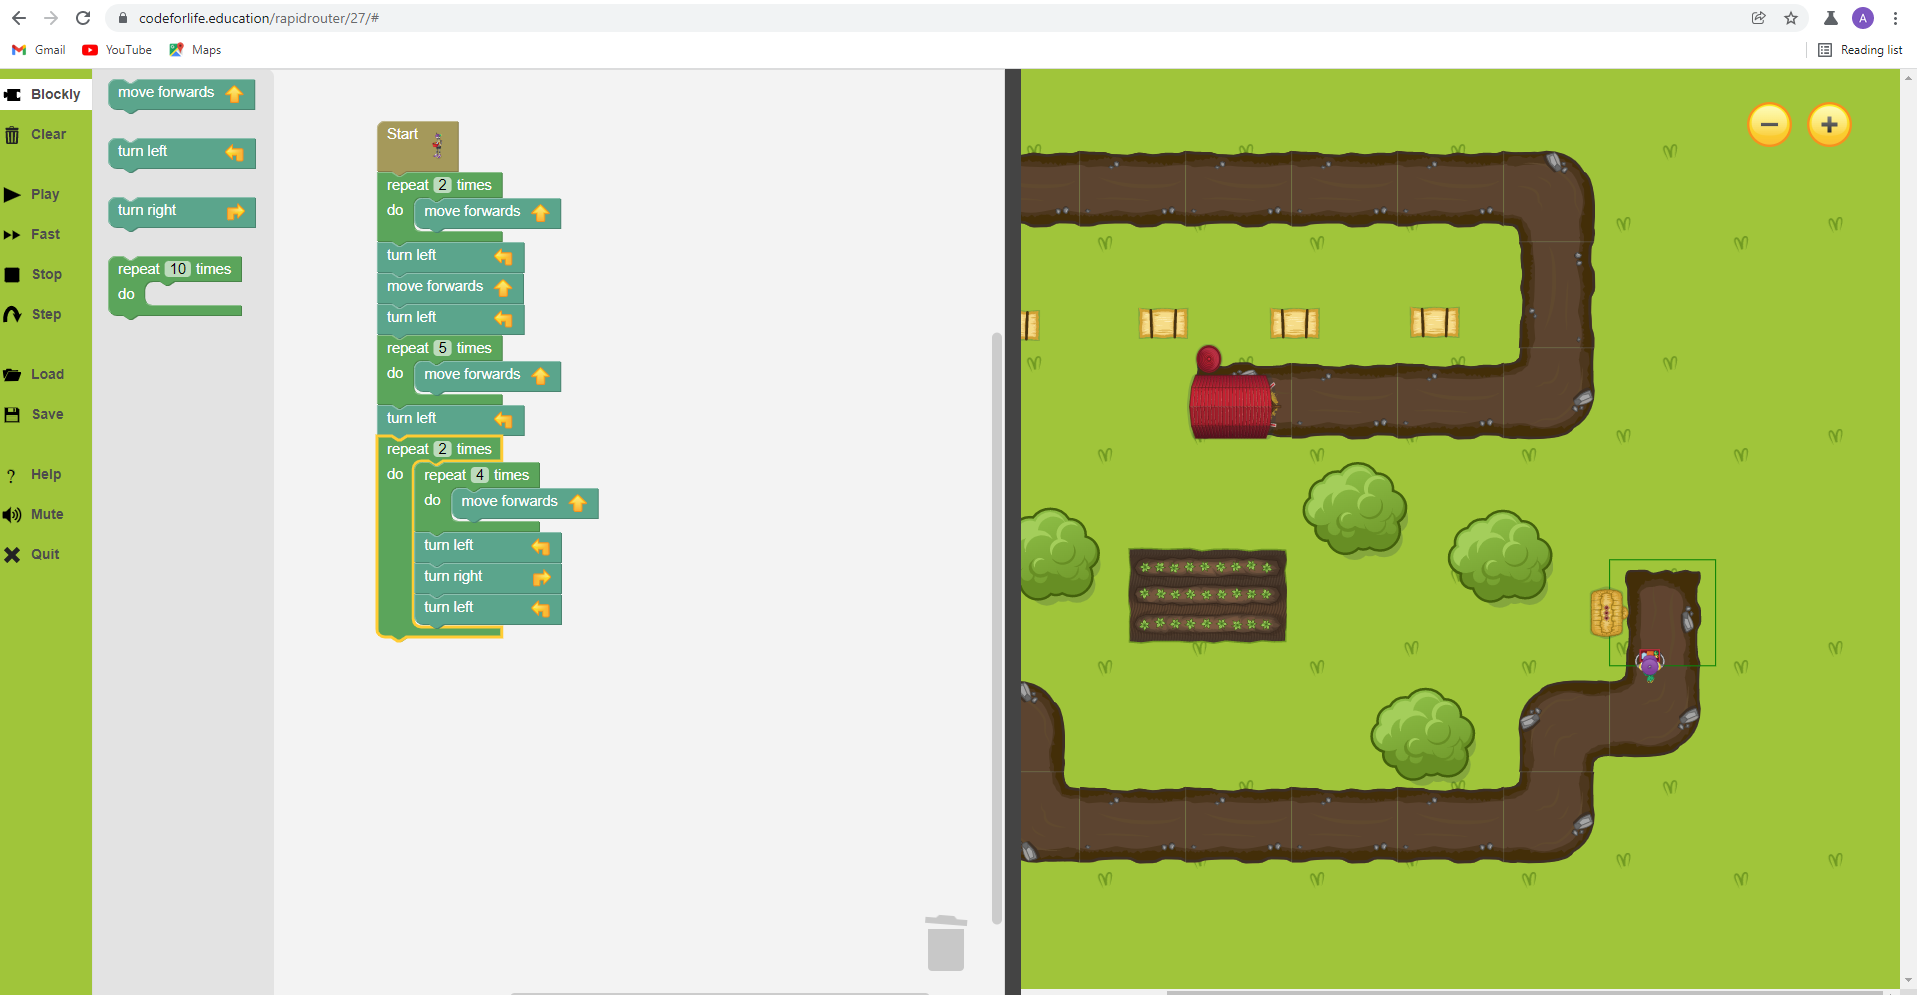 codeforlife.education/rapidrouter/27/#
A
Gmail
YouTube
Maps
Reading list
Blockly
Clear
Play
Fast
Stop
Step
Load
Save
? Help
Mute
Quit
move forwards
turn left
turn right
repeat 10 times
do
Start
repeat 2 times
do move forwards
turn left
move forwards
turn left
repeat 5 times
do move forwards
turn left
repeat 2 times
do repeat 4 times
do move forwards
turn left
turn right
turn left